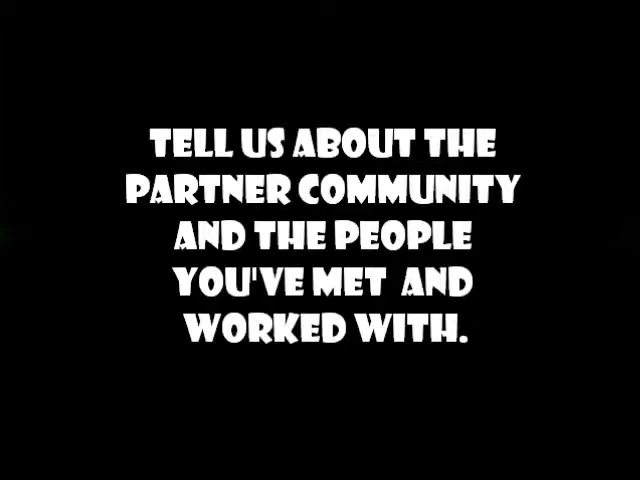 TELL US ABOUT THE
PARTNER COMMUNITY
AND THE PEOPLE
YOU'VE MET AND
WORKED WITH.